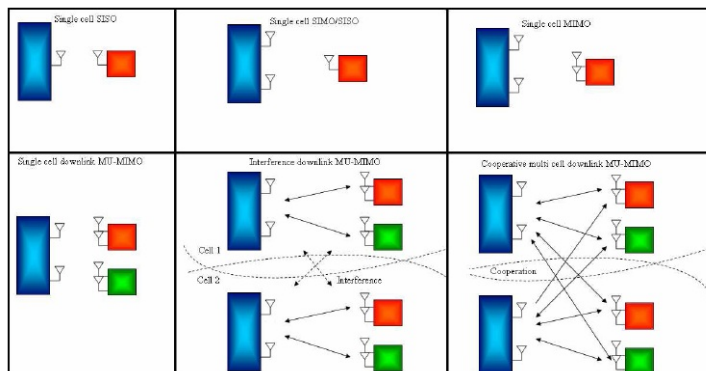 Single cell SISO
Single cell SIMO/SISO
Single cell MIMO
Single cell downlink MU-MIMO
Interference downlink MU-MIMO
Cooperative multi cell downlink MU-MIMO
Cell 1
Cell 2
Interference
Cooperation